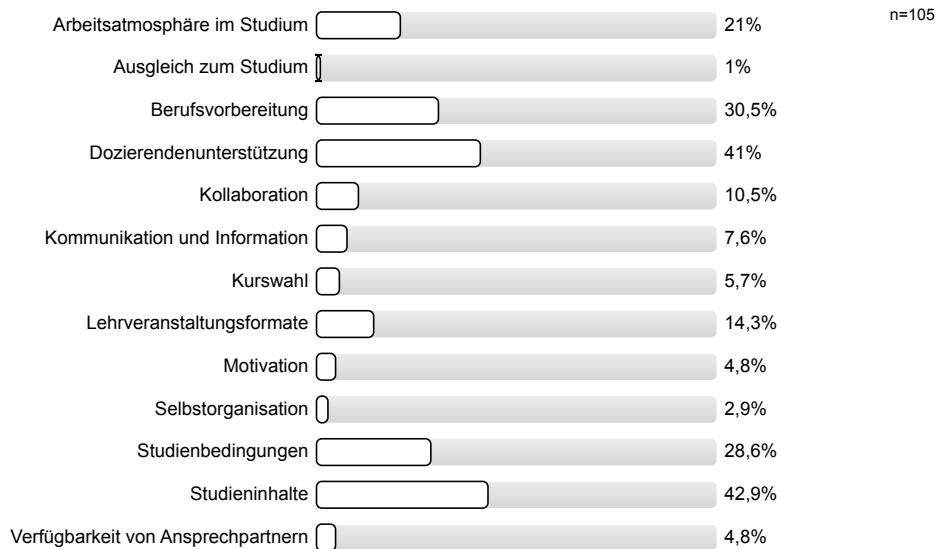 Arbeitsatmosphäre im Studium 21% n=105
Ausgleich zum Studium 1%
Berufsvorbereitung 30,5%
Dozierendenunterstützung 41%
Kollaboration 10,5%
Kommunikation und Information 7,6%
Kurswahl 5,7%
Lehrveranstaltungsformate 14,3%
Motivation 4,8%
Selbstorganisation 2,9%
Studienbedingungen 28,6%
Studieninhalte 42,9%
Verfügbarkeit von Ansprechpartnern 4,8%